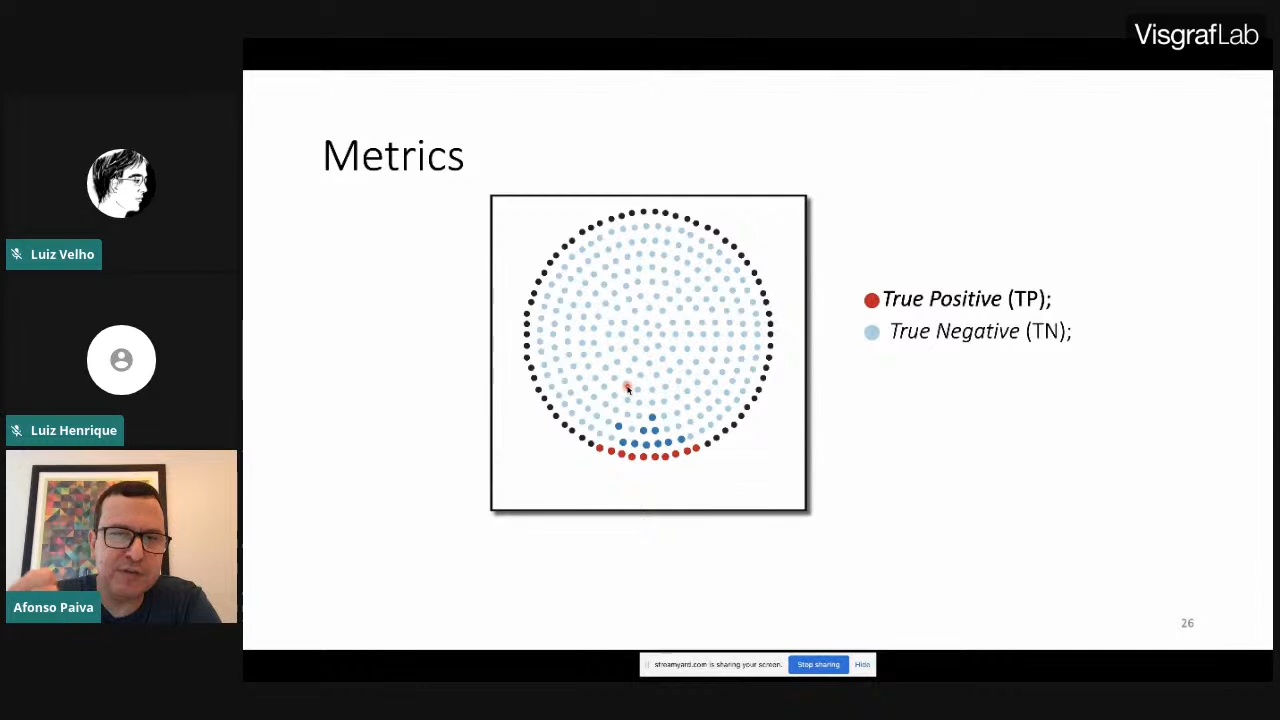 VisgrafLab
Metrics
True Positive (TP);
True Negative (TN);
Luiz Velho
Luiz Henrique
Afonso Paiva
26
streamyard.com is sharing your screen.
Stop sharing
Hide